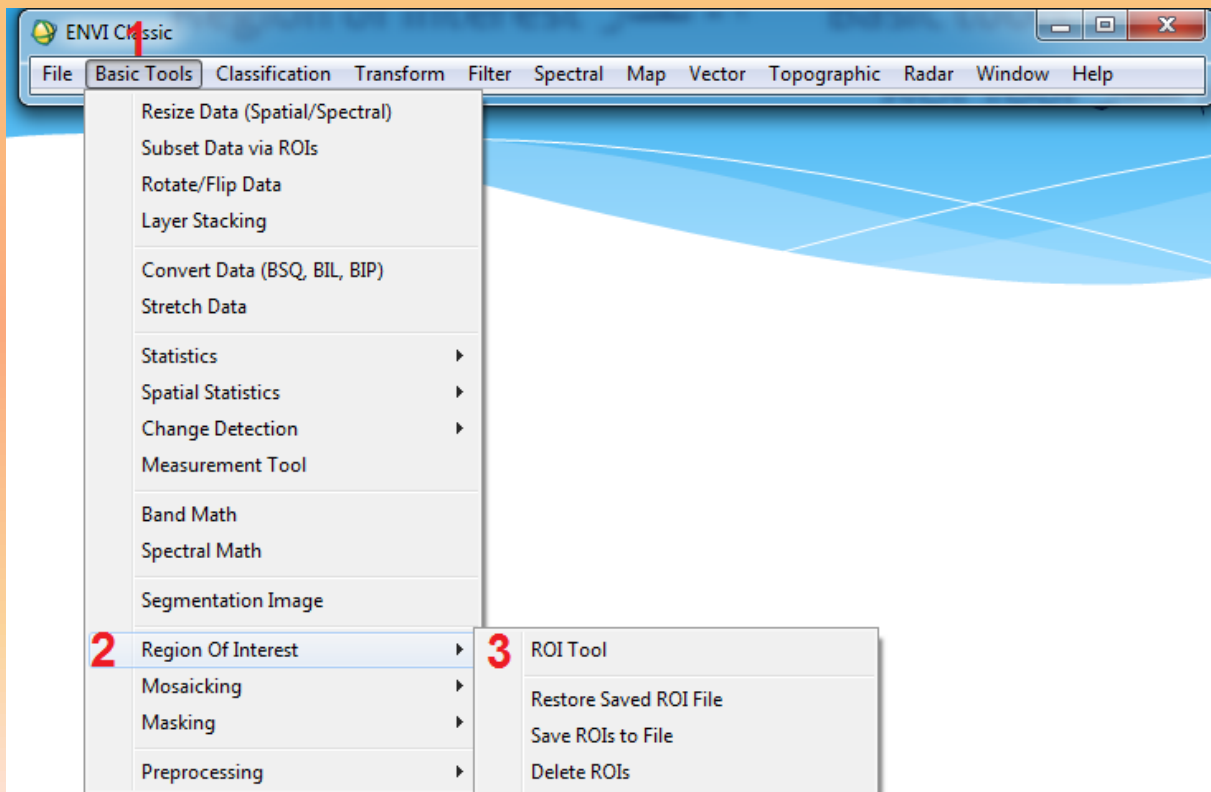 ENVI Classic
1
File Basic Tools Classification Transform Filter Spectral Map Vector Topographic Radar Window Help
Resize Data (Spatial/Spectral)
Subset Data via ROIs
Rotate/Flip Data
Layer Stacking
Convert Data (BSQ, BIL, BIP)
Stretch Data
Statistics
Spatial Statistics
Change Detection
Measurement Tool
Band Math
Spectral Math
Segmentation Image
2 Region Of Interest
3 ROI Tool
Mosaicking
Restore Saved ROI File
Masking
Save ROIs to File
Preprocessing
Delete ROIs